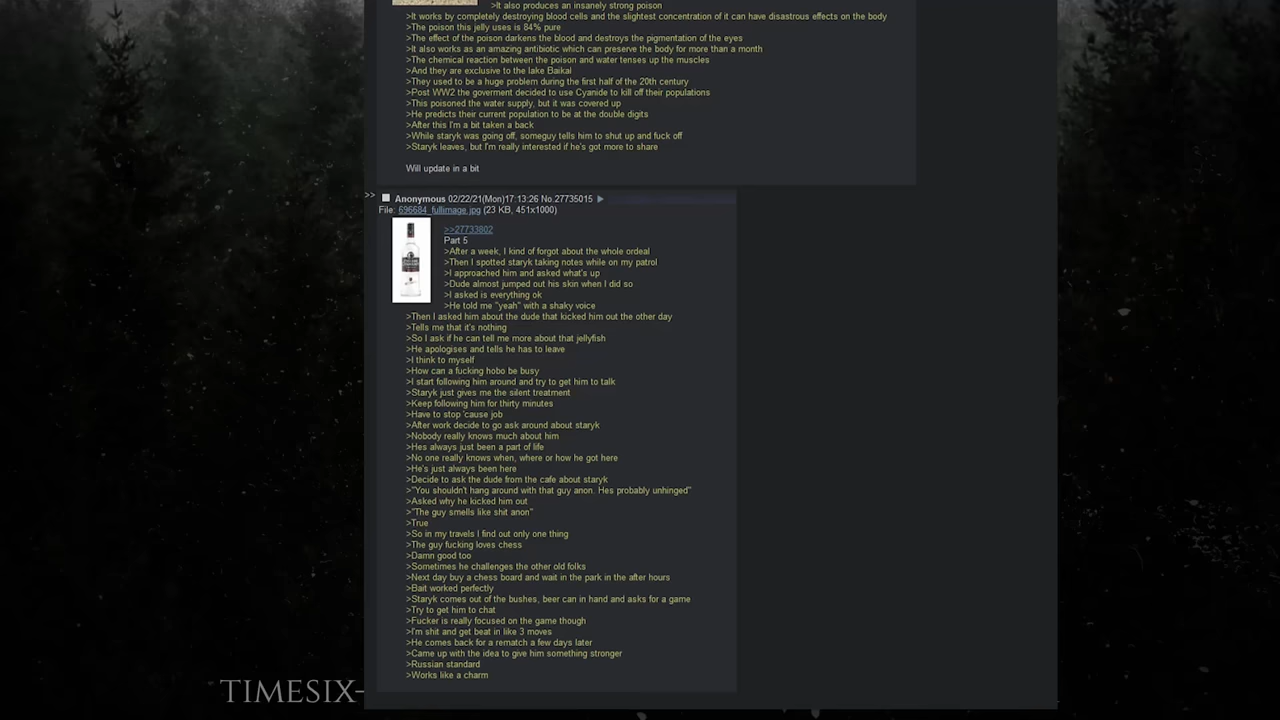 >It also produces an insanely strong poison
>It works by completely destroying blood cells and the slightest concentration of it can have disastrous effects on the body
>The poison this jelly uses is 84% pure
>The effect of the poison darkens the blood and destroys the pigmentation of the eyes
>It also works as an amazing antibiotic which can preserve the body for more than a month
>The chemical reaction between the poison and water tenses up the muscles
>And they are exclusive to the lake Baikal
>They used to be a huge problem during the first half of the 20th century
>Post WW2 the goverment decided to use Cyanide to kill off their populations
>This poisoned the water supply, but it was covered up
>He predicts their current population to be at the double digits
>After this I'm a bit taken a back
>While staryk was going off, someguy tells him to shut up and fuck off
>Staryk leaves, but I'm really interested if he's got more to share
Will update in a bit
>> Anonymous 02/22/21(Mon)17:13:26 No.27735015 ▶
File: 696684_fullimage.jpg (23 KB, 451x1000)
>>27733802
Part 5
>After a week, I kind of forgot about the whole ordeal
>Then I spotted staryk taking notes while on my patrol
>I approached him and asked what's up
>Dude almost jumped out his skin when I did so
>I asked is everything ok
>He told me "yeah" with a shaky voice
>Then I asked him about the dude that kicked him out the other day
>Tells me that it's nothing
>So I ask if he can tell me more about that jellyfish
>He apologises and tells he has to leave
>I think to myself
>How can a fucking hobo be busy
>I start following him around and try to get him to talk
>Staryk just gives me the silent treatment
>Keep following him for thirty minutes
>Have to stop 'cause job
>After work decide to go ask around about staryk
>Nobody really knows much about him
>Hes always just been a part of life
>No one really knows when, where or how he got here
>He's just always been here
>Decide to ask the dude from the cafe about staryk
>"You shouldn't hang around with that guy anon. Hes probably unhinged"
>Asked why he kicked him out
>"The guy smells like shit anon"
>True
>So in my travels I find out only one thing
>The guy fucking loves chess
>Damn good too
>Sometimes he challenges the other old folks
>Next day buy a chess board and wait in the park in the after hours
>Bait worked perfectly
>Staryk comes out of the bushes, beer can in hand and asks for a game
>Try to get him to chat
>Fucker is really focused on the game though
>I'm shit and get beat in like 3 moves
>He comes back for a rematch a few days later
>Came up with the idea to give him something stronger
>Russian standard
>Works like a charm
TIMESIX-